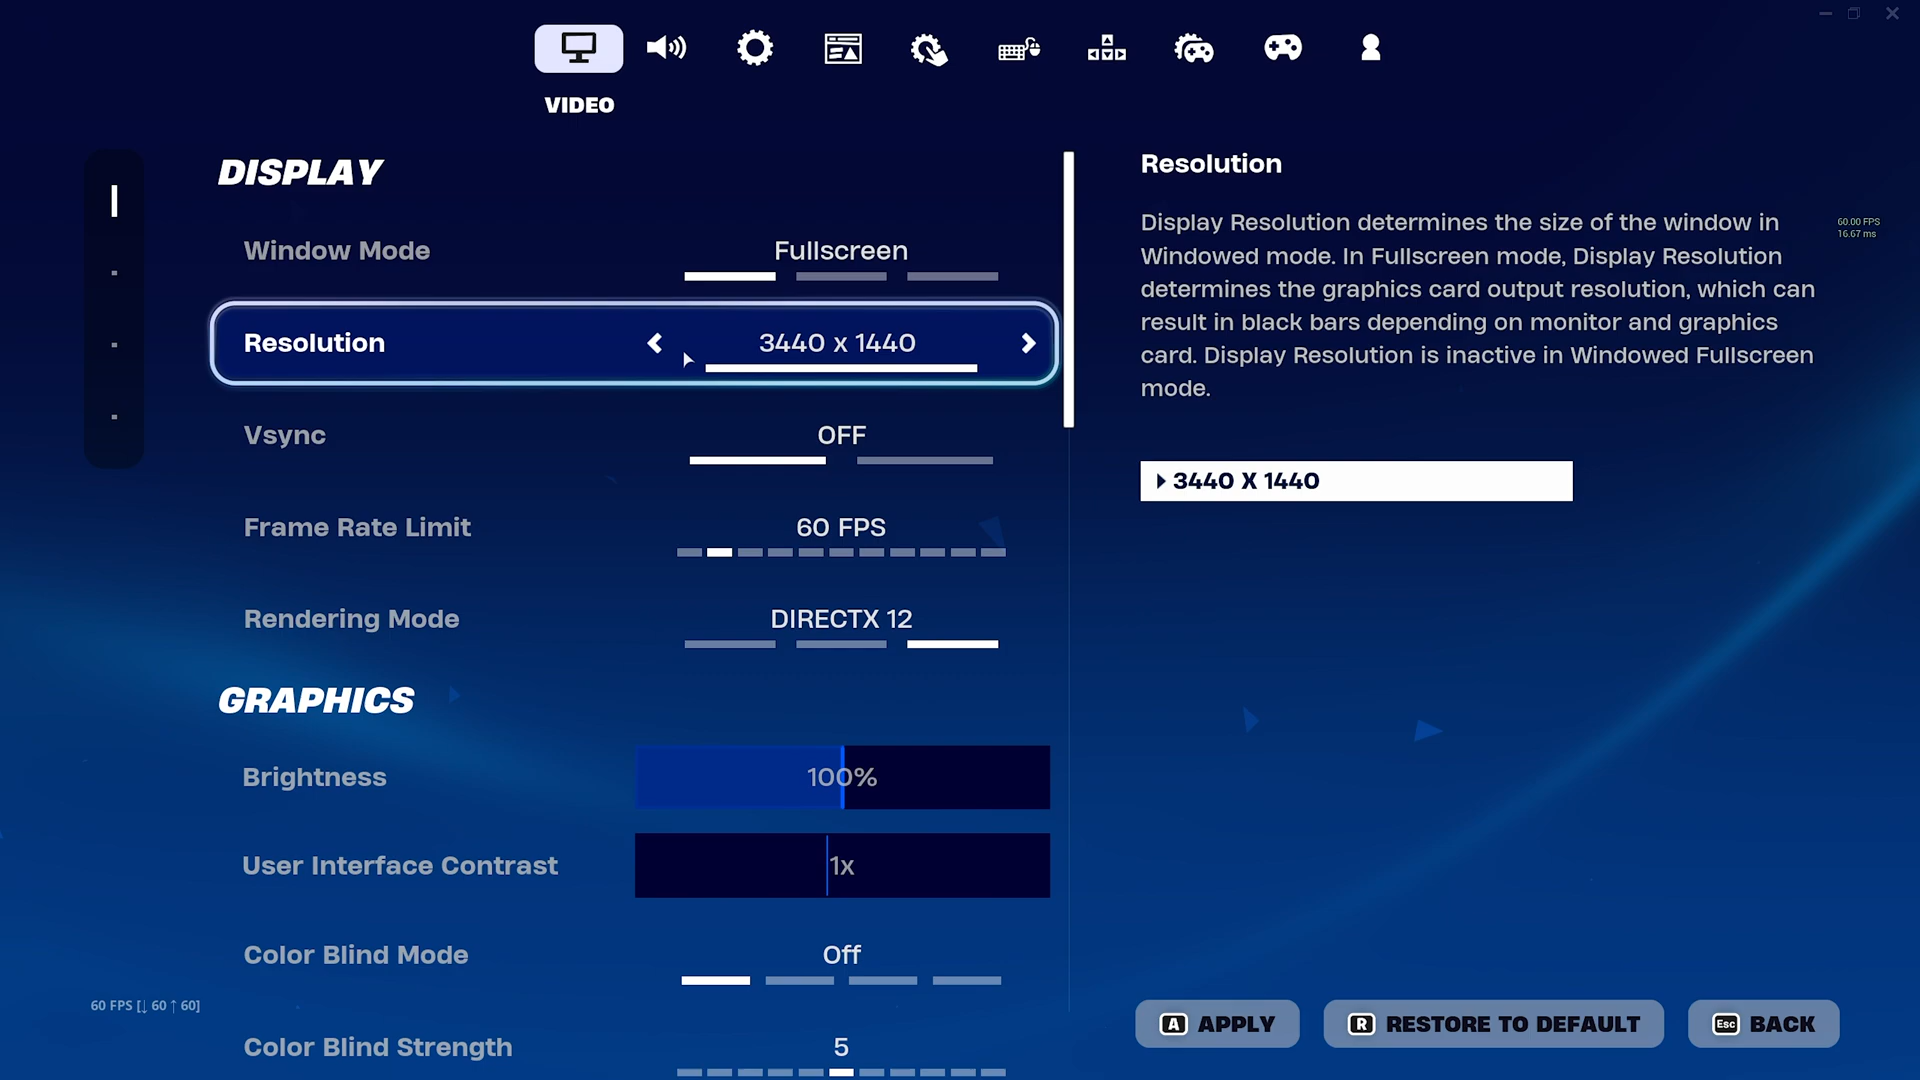 VIDEO
DISPLAY
Window Mode
Fullscreen
Resolution
3440 x 1440
Vsync
OFF
Frame Rate Limit
60 FPS
Rendering Mode
DIRECTX 12
GRAPHICS
Brightness
100%
User Interface Contrast
1x
Color Blind Mode
Off
Color Blind Strength
5
60 FPS [↓ 60 ↑ 60]
Resolution
Display Resolution determines the size of the window in
Windowed mode. In Fullscreen mode, Display Resolution
determines the graphics card output resolution, which can
result in black bars depending on monitor and graphics
card. Display Resolution is inactive in Windowed Fullscreen
mode.
3440 X 1440
60.00 FPS
16.67 ms
A APPLY
R RESTORE TO DEFAULT
Esc BACK